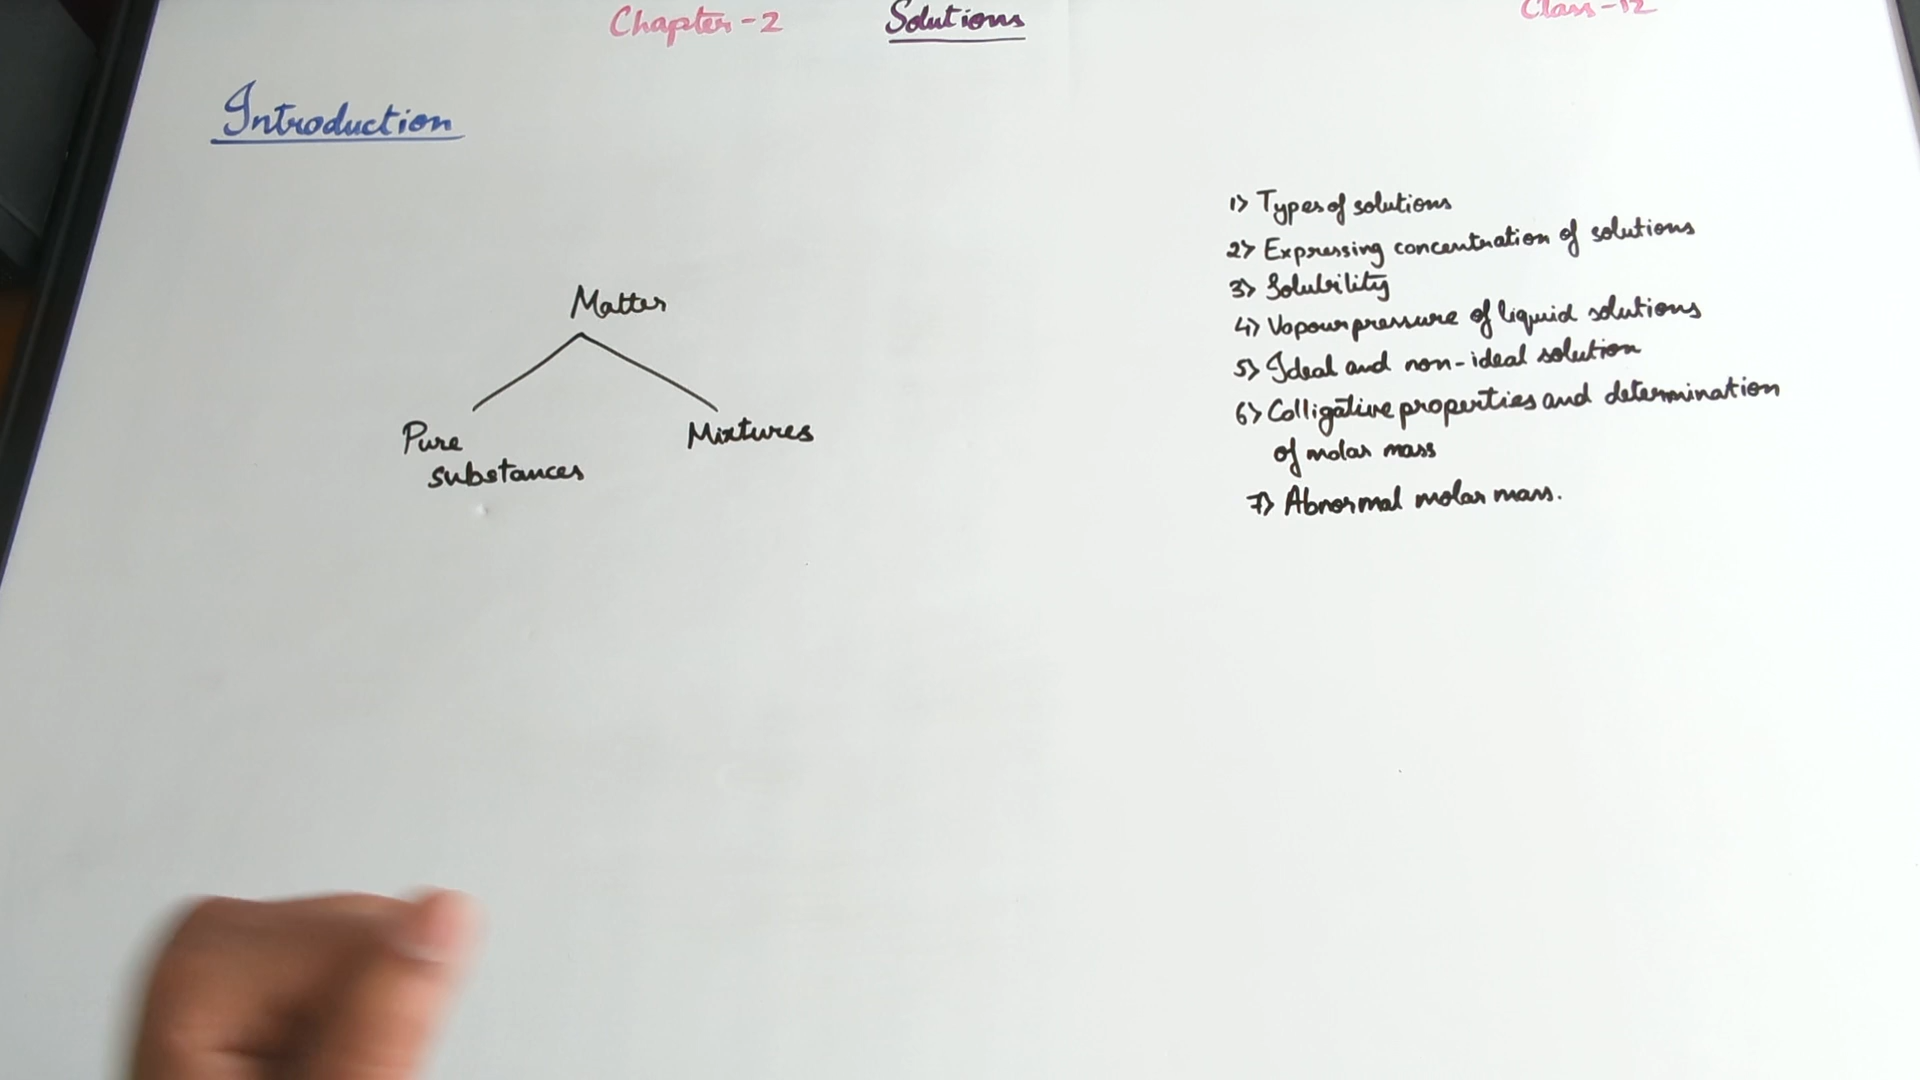 Chapter-2 Solutions Class-12
Introduction
Matter
Pure
substances
Mixtures
1) Types of solutions
2) Expressing concentration of solutions
3) Solubility
4) Vapour pressure of liquid solutions
5) Ideal and non-ideal solution
6) Colligative properties and determination
of molar mass
7) Abnormal molar mass.